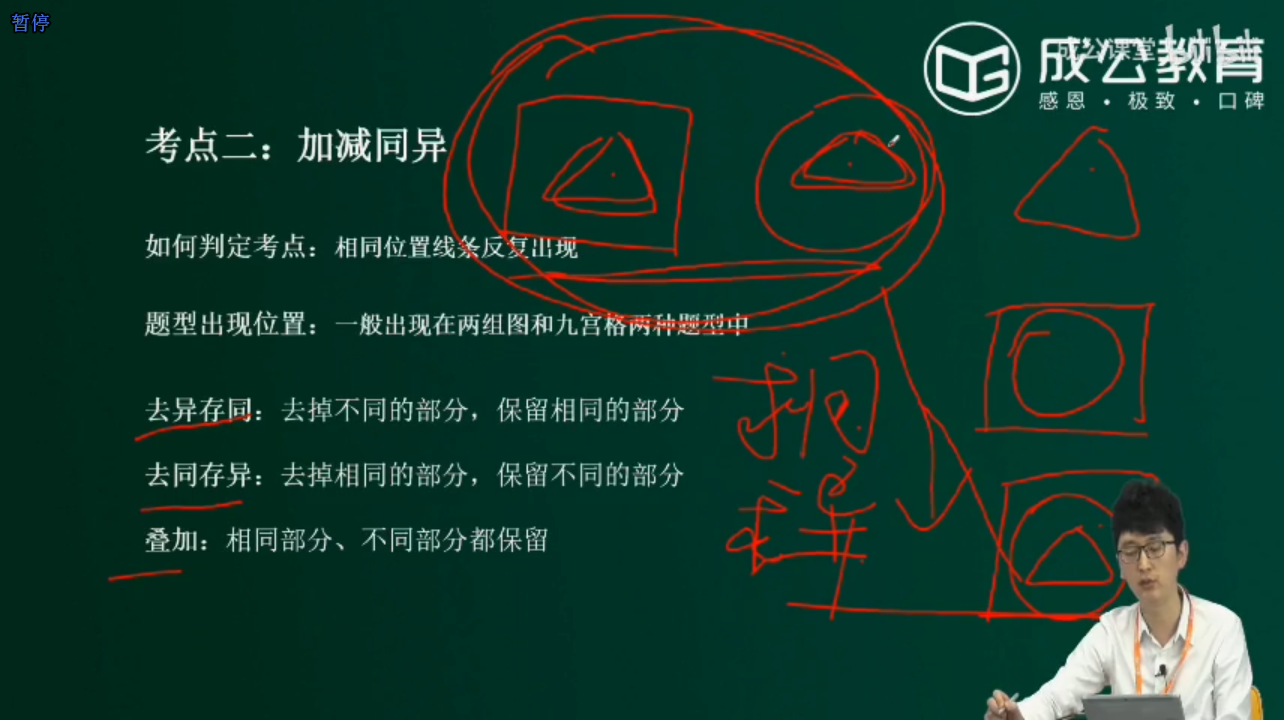 暂停
成公教育
成公课堂
感恩·极致·口碑
考点二：加减同异
如何判定考点：相同位置线条反复出现
题型出现位置：一般出现在两组图和九宫格两种题型中
去异存同：去掉不同的部分，保留相同的部分
去同存异：去掉相同的部分，保留不同的部分
叠加：相同部分、不同部分都保留